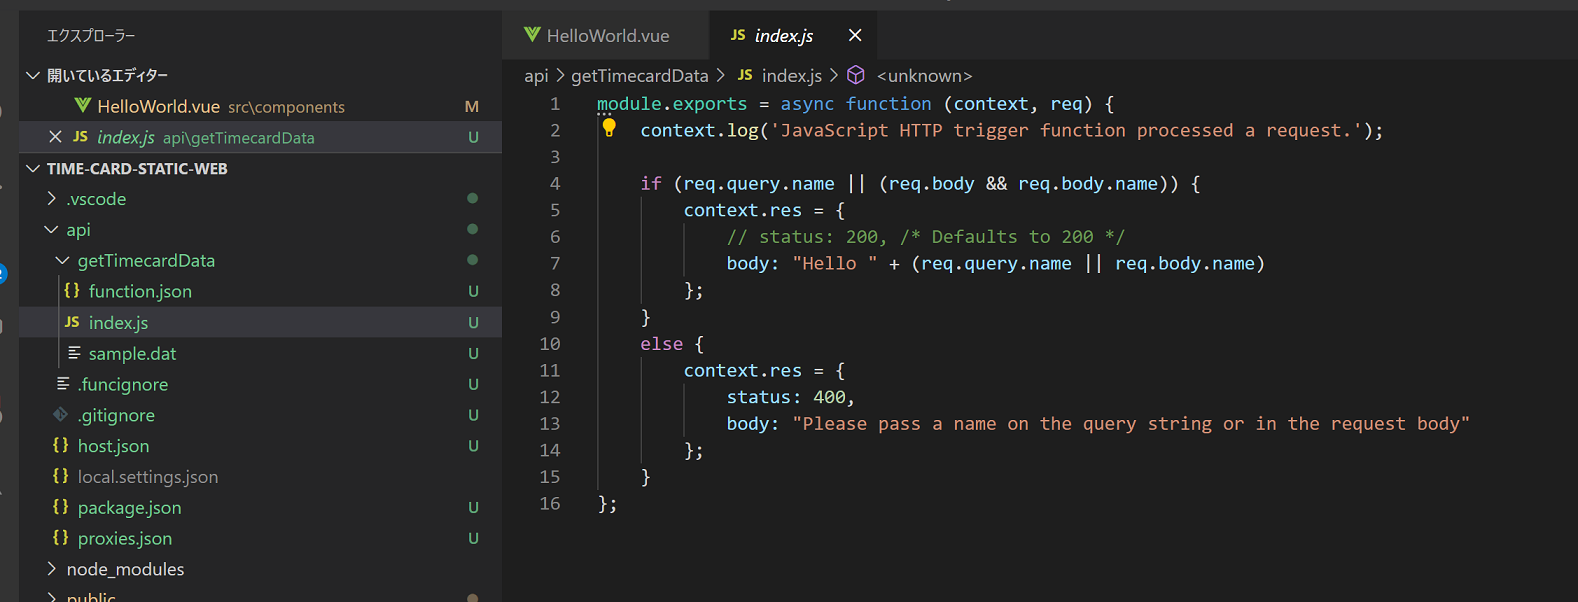 エクスプローラー
開いているエディター
HelloWorld.vue src\components M
JS index.js api\getTimecardData U
TIME-CARD-STATIC-WEB
.vscode
api
getTimecardData
{} function.json U
JS index.js U
sample.dat U
.funcignore U
.gitignore U
{} host.json U
{} local.settings.json
{} package.json U
{} proxies.json U
node_modules
public
HelloWorld.vue
JS index.js
api > getTimecardData > JS index.js > <unknown>
1 module.exports = async function (context, req) {
2 context.log('JavaScript HTTP trigger function processed a request.');
3
4 if (req.query.name || (req.body && req.body.name)) {
5 context.res = {
6 // status: 200, /* Defaults to 200 */
7 body: "Hello " + (req.query.name || req.body.name)
8 };
9 }
10 else {
11 context.res = {
12 status: 400,
13 body: "Please pass a name on the query string or in the request body"
14 };
15 }
16 };